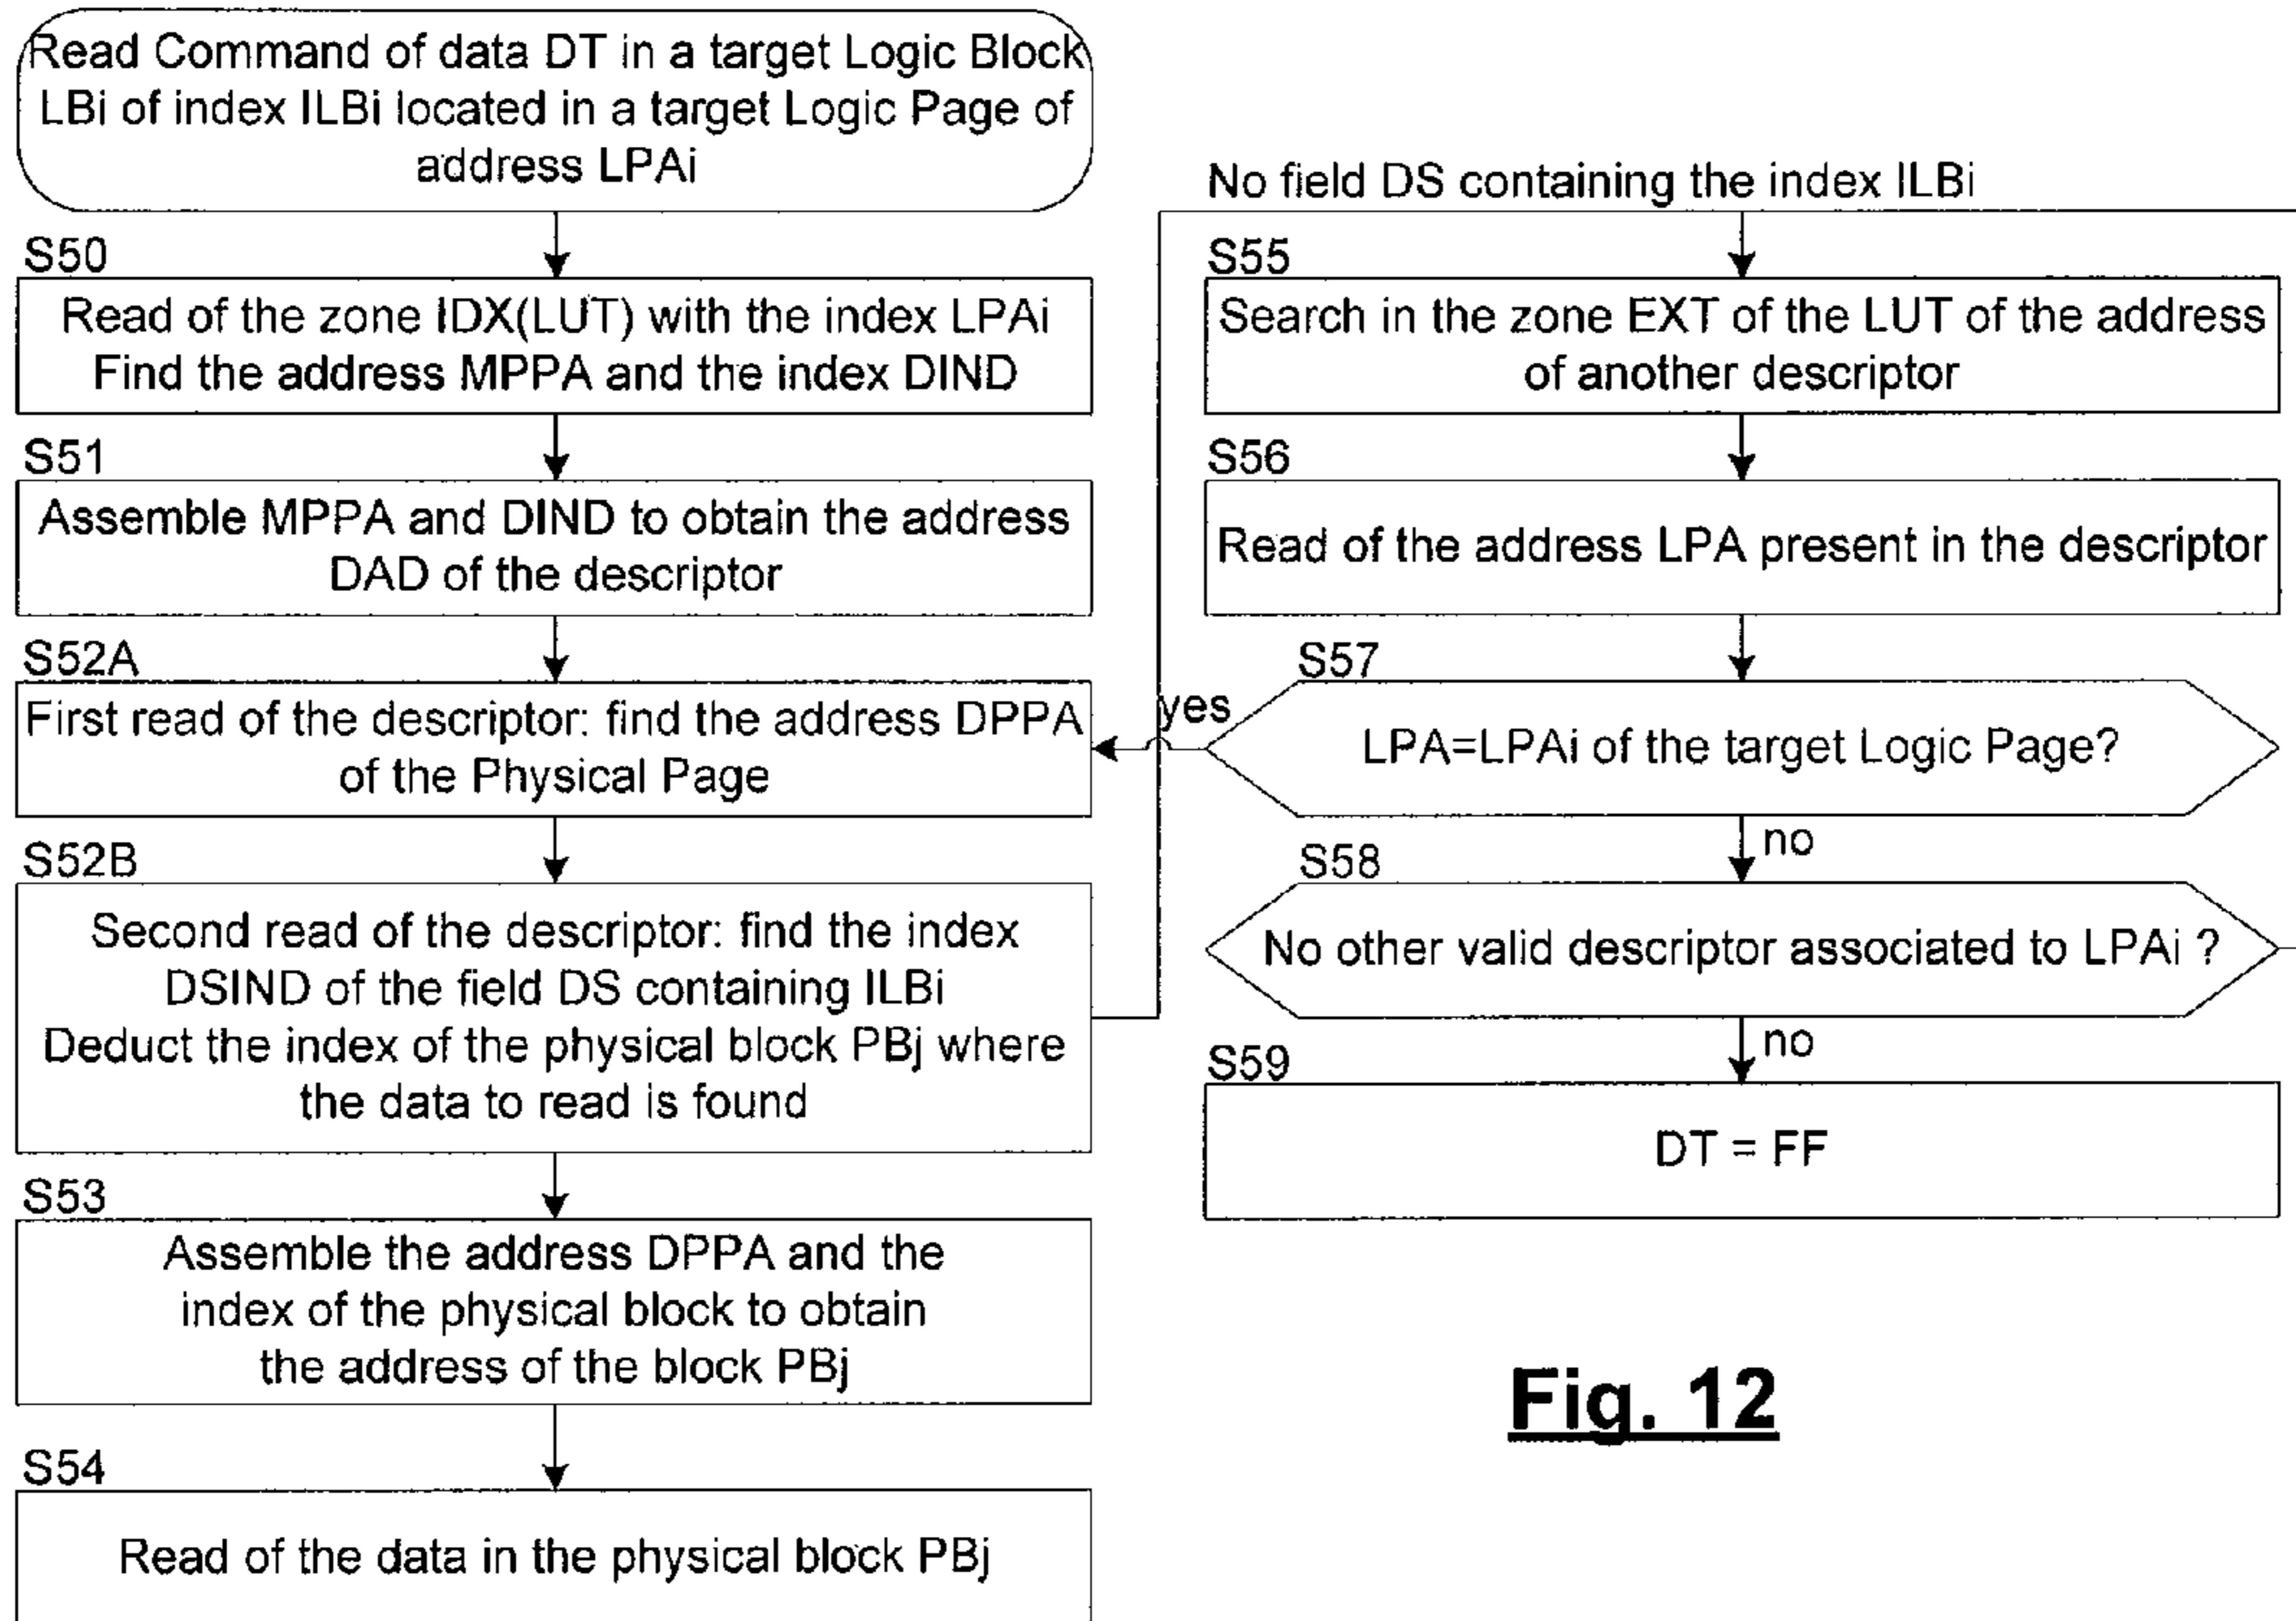 Read Command of data DT in a target Logic Block
LBi of index ILBi located in a target Logic Page of
address LPAi
S50
Read of the zone IDX(LUT) with the index LPAi
Find the address MPPA and the index DIND
S51
Assemble MPPA and DIND to obtain the address
DAD of the descriptor
S52A
First read of the descriptor: find the address DPPA
of the Physical Page
S52B
Second read of the descriptor: find the index
DSIND of the field DS containing ILBi
Deduct the index of the physical block PBj where
the data to read is found
S53
Assemble the address DPPA and the
index of the physical block to obtain
the address of the block PBj
S54
Read of the data in the physical block PBj
No field DS containing the index ILBi
S55
Search in the zone EXT of the LUT of the address
of another descriptor
S56
Read of the address LPA present in the descriptor
S57
yes
LPA=LPAi of the target Logic Page?
no
S58
No other valid descriptor associated to LPAi ?
no
S59
DT = FF
Fig. 12